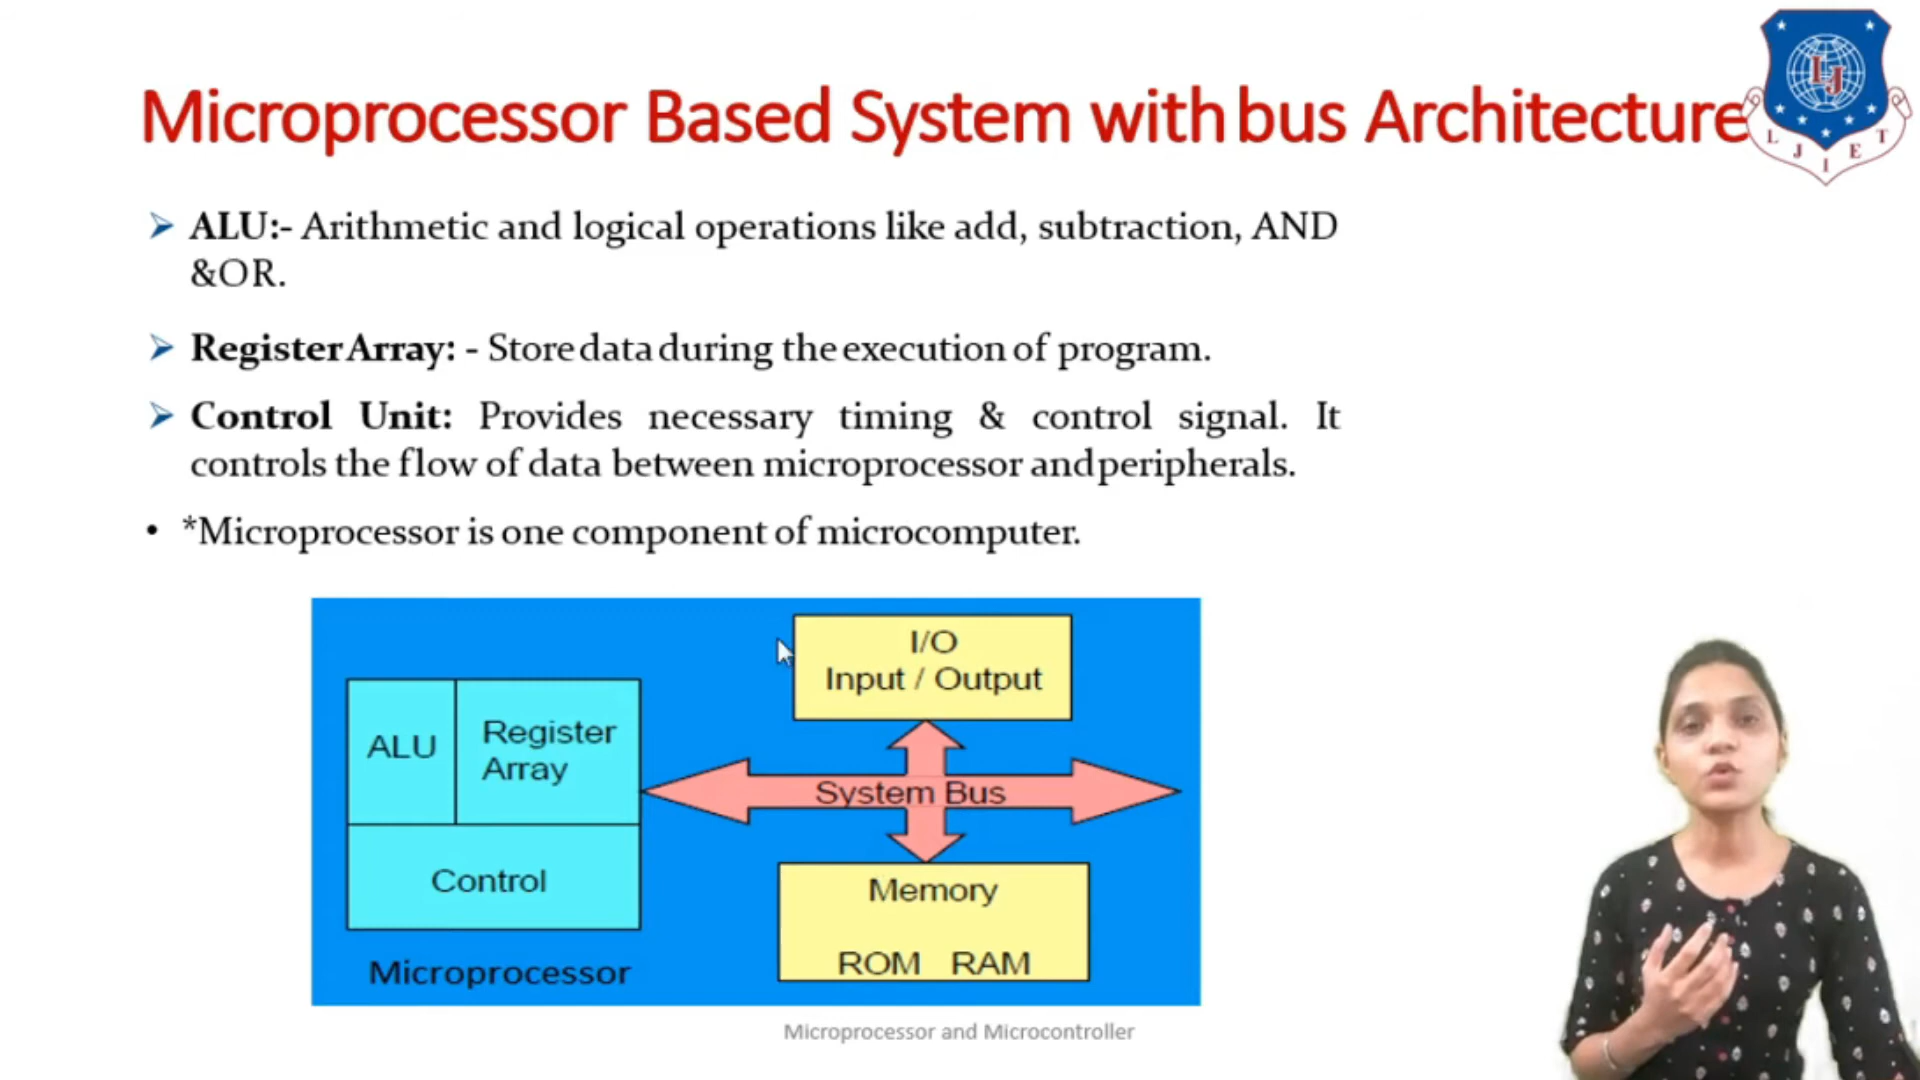 Microprocessor Based System with bus Architecture
LJ
L J I E T
ALU:- Arithmetic and logical operations like add, subtraction, AND
&OR.
Register Array: - Store data during the execution of program.
Control Unit: Provides necessary timing & control signal. It
controls the flow of data between microprocessor and peripherals.
• *Microprocessor is one component of microcomputer.
I/O
Input / Output
ALU
Register
Array
System Bus
Control
Memory
ROM RAM
Microprocessor
Microprocessor and Microcontroller